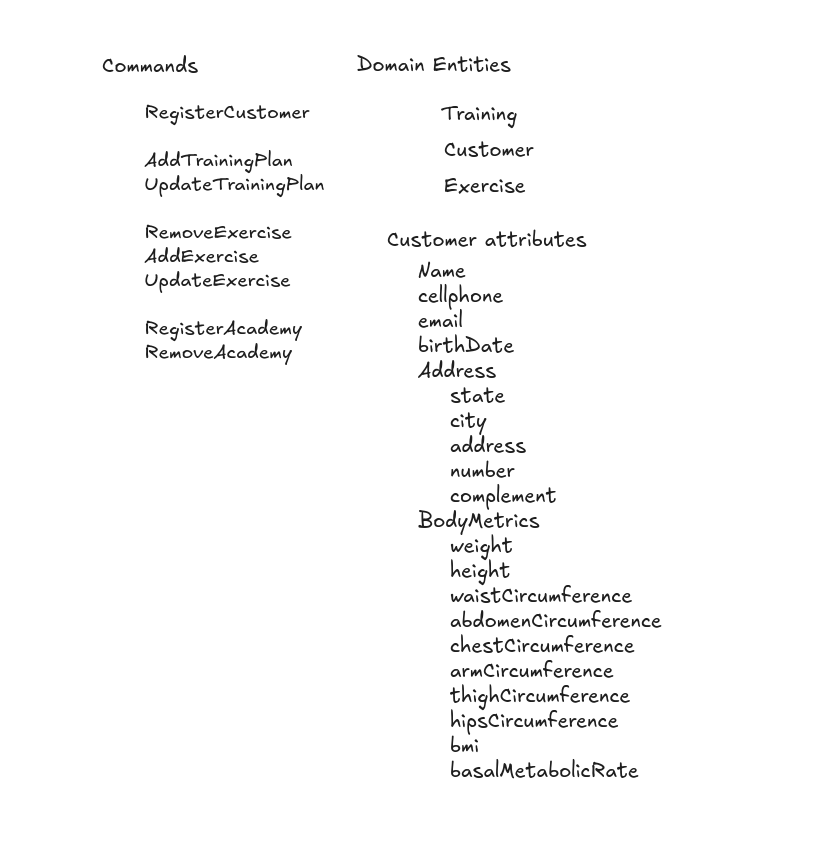 Commands
RegisterCustomer
AddTrainingPlan
UpdateTrainingPlan
RemoveExercise
AddExercise
UpdateExercise
RegisterAcademy
RemoveAcademy
Domain Entities
Training
Customer
Exercise
Customer attributes
Name
cellphone
email
birthDate
Address
state
city
address
number
complement
BodyMetrics
weight
height
waistCircumference
abdomenCircumference
chestCircumference
armCircumference
thighCircumference
hipsCircumference
bmi
basalMetabolicRate